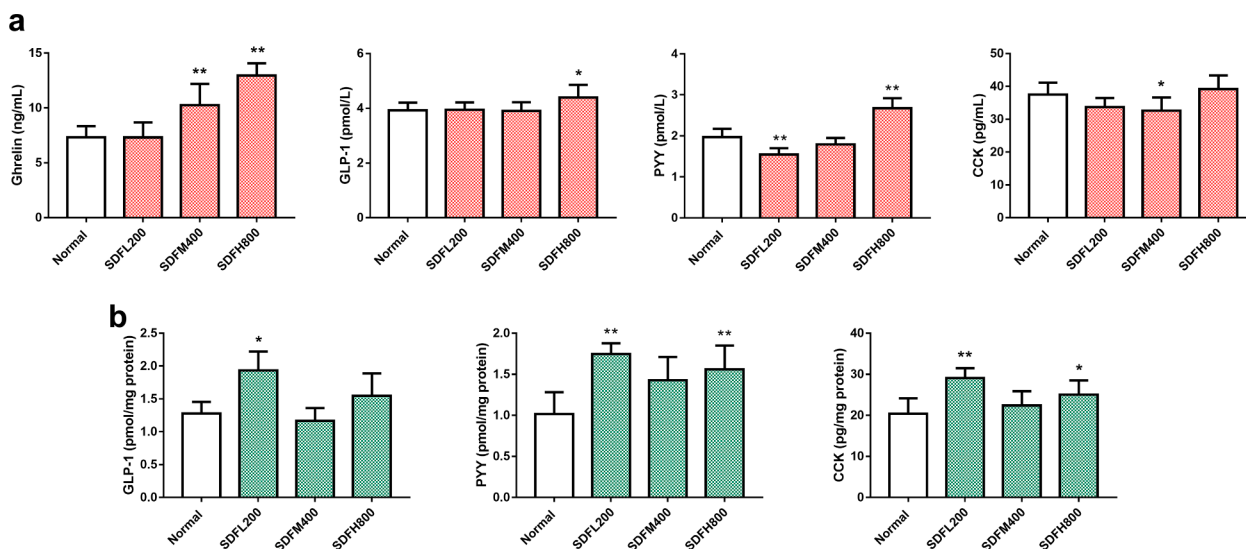 a
Ghrelin (ng/mL)
15
10
5
0
**
**
Normal
SDFL200
SDFM400
SDFH800
GLP-1 (pmol/L)
6
4
2
0
*
Normal
SDFL200
SDFM400
SDFH800
PYY (pmol/L)
4
3
2
1
0
**
**
Normal
SDFL200
SDFM400
SDFH800
CCK (pg/mL)
50
40
30
20
10
0
*
Normal
SDFL200
SDFM400
SDFH800
b
GLP-1 (pmol/mg protein)
2.5
2.0
1.5
1.0
0.5
0.0
*
Normal
SDFL200
SDFM400
SDFH800
PYY (pmol/mg protein)
2.0
1.5
1.0
0.5
0.0
**
**
Normal
SDFL200
SDFM400
SDFH800
CCK (pg/mg protein)
40
30
20
10
0
**
*
Normal
SDFL200
SDFM400
SDFH800